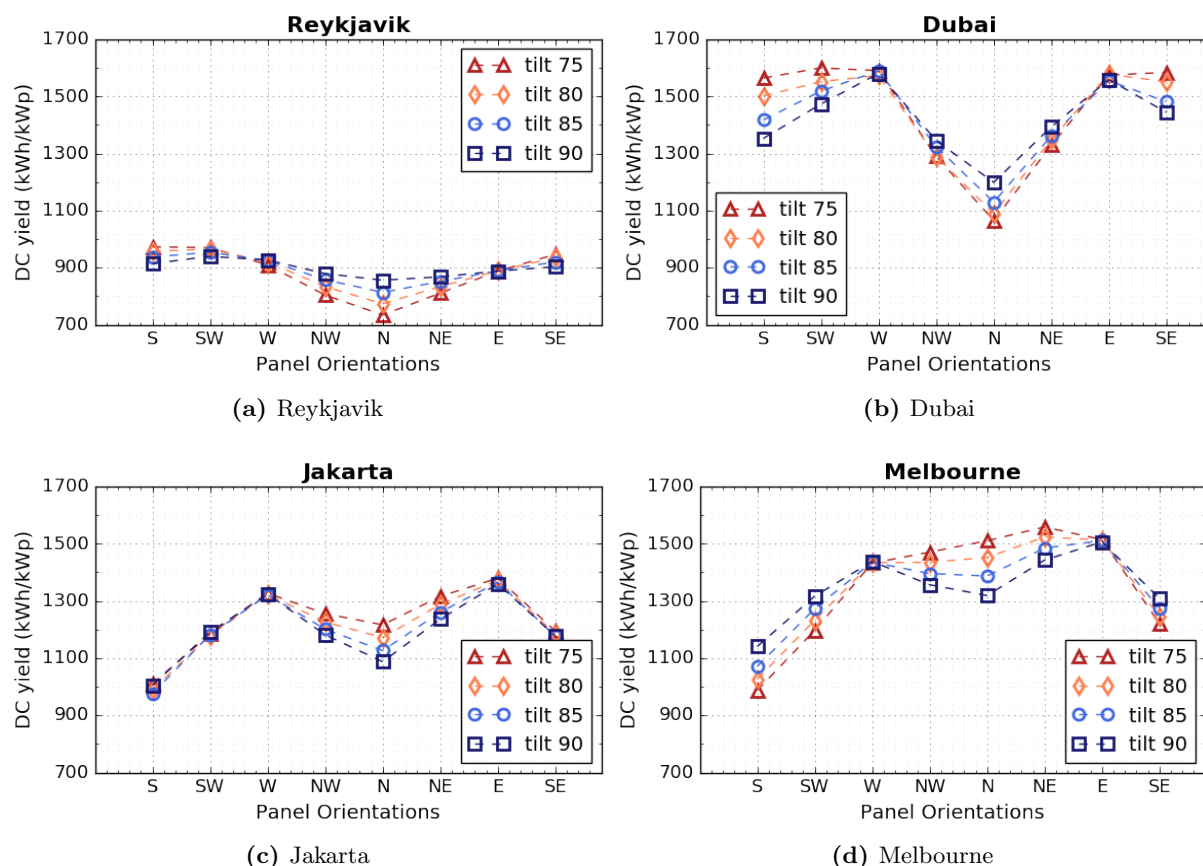 Reykjavik
1700
1500
1300
1100
900
700
DC yield (kWh/kWp)
tilt 75
tilt 80
tilt 85
tilt 90
S SW W NW N NE E SE
Panel Orientations
(a) Reykjavik
Dubai
1700
1500
1300
1100
900
700
DC yield (kWh/kWp)
tilt 75
tilt 80
tilt 85
tilt 90
S SW W NW N NE E SE
Panel Orientations
(b) Dubai
Jakarta
1700
1500
1300
1100
900
700
DC yield (kWh/kWp)
tilt 75
tilt 80
tilt 85
tilt 90
S SW W NW N NE E SE
Panel Orientations
(c) Jakarta
Melbourne
1700
1500
1300
1100
900
700
DC yield (kWh/kWp)
tilt 75
tilt 80
tilt 85
tilt 90
S SW W NW N NE E SE
Panel Orientations
(d) Melbourne